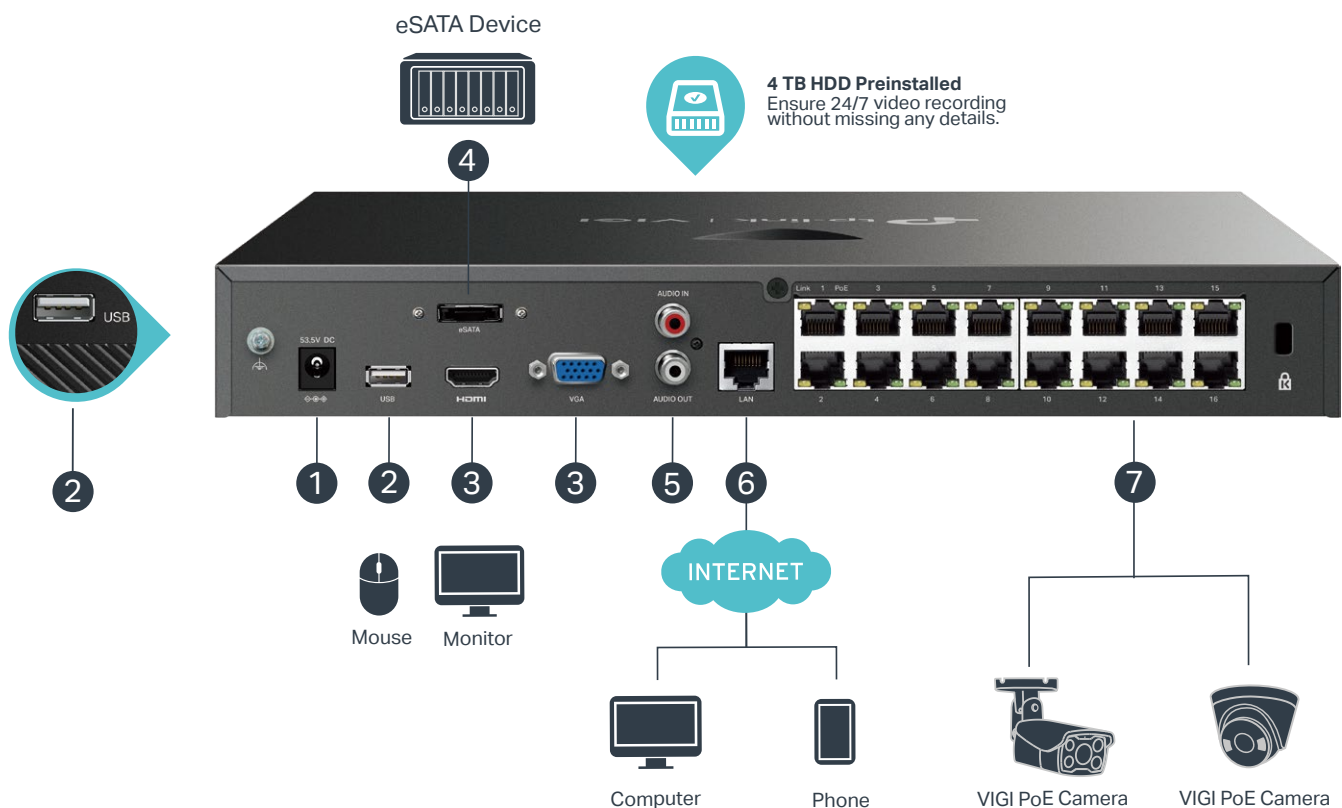 eSATA Device
4 TB HDD Preinstalled
Ensure 24/7 video recording
without missing any details.
4
tp-link | VIGI
USB
2
53.5V DC
USB
HDMI
eSATA
VGA
AUDIO IN
AUDIO OUT
LAN
Link 1 PoE 3 5 7 9 11 13 15
2 4 6 8 10 12 14 16
1 2 3 3 5 6 7
Mouse
Monitor
INTERNET
Computer
Phone
VIGI PoE Camera
VIGI PoE Camera